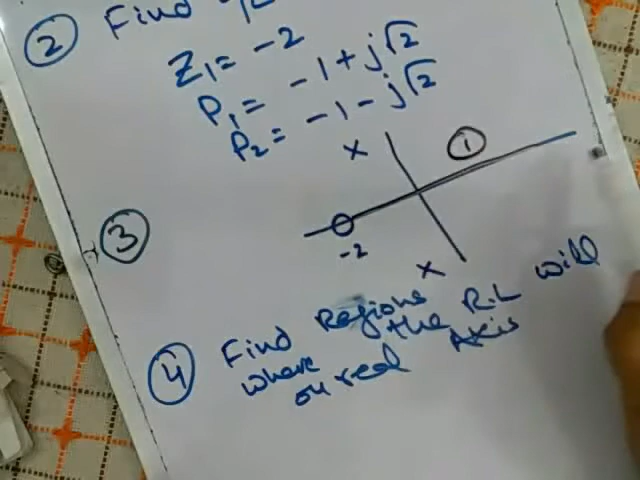 ② Find
Z₁ = -2
P₁ = -1 + j√2
P₂ = -1 - j√2
③
x
①
-2
x
④ Find Regions
where the R.L will
on real Axis